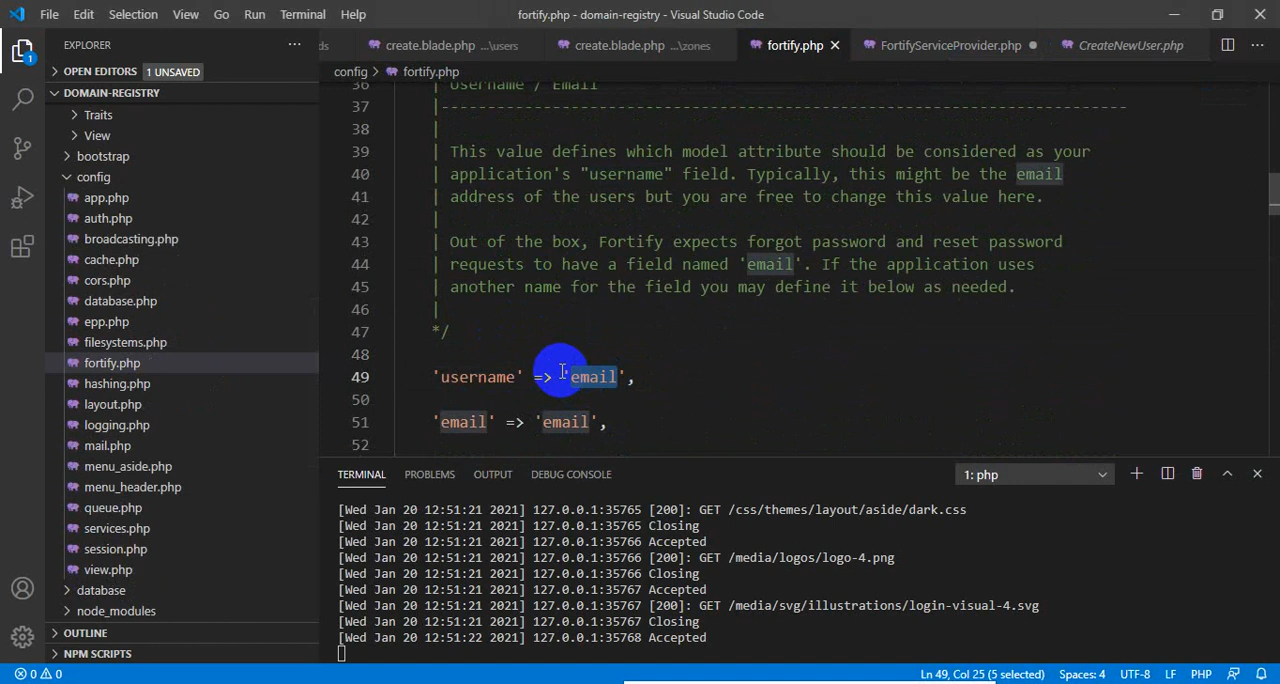 File Edit Selection View Go Run Terminal Help
fortify.php - domain-registry - Visual Studio Code
EXPLORER
ds
create.blade.php ...\users
create.blade.php ...\zones
fortify.php
FortifyServiceProvider.php
CreateNewUser.php
OPEN EDITORS 1 UNSAVED
config > fortify.php
DOMAIN-REGISTRY
Traits
View
bootstrap
config
app.php
auth.php
broadcasting.php
cache.php
cors.php
database.php
epp.php
filesystems.php
fortify.php
hashing.php
layout.php
logging.php
mail.php
menu_aside.php
menu_header.php
queue.php
services.php
session.php
view.php
database
node_modules
OUTLINE
NPM SCRIPTS
36 | Username / Email
37 |--------------------------------------------------------------------------
38 |
39 | This value defines which model attribute should be considered as your
40 | application's "username" field. Typically, this might be the email
41 | address of the users but you are free to change this value here.
42 |
43 | Out of the box, Fortify expects forgot password and reset password
44 | requests to have a field named 'email'. If the application uses
45 | another name for the field you may define it below as needed.
46 |
47 */
48
49 'username' => 'email',
50
51 'email' => 'email',
52
TERMINAL PROBLEMS OUTPUT DEBUG CONSOLE
1: php
[Wed Jan 20 12:51:21 2021] 127.0.0.1:35765 [200]: GET /css/themes/layout/aside/dark.css
[Wed Jan 20 12:51:21 2021] 127.0.0.1:35765 Closing
[Wed Jan 20 12:51:21 2021] 127.0.0.1:35766 Accepted
[Wed Jan 20 12:51:21 2021] 127.0.0.1:35766 [200]: GET /media/logos/logo-4.png
[Wed Jan 20 12:51:21 2021] 127.0.0.1:35766 Closing
[Wed Jan 20 12:51:21 2021] 127.0.0.1:35767 Accepted
[Wed Jan 20 12:51:21 2021] 127.0.0.1:35767 [200]: GET /media/svg/illustrations/login-visual-4.svg
[Wed Jan 20 12:51:21 2021] 127.0.0.1:35767 Closing
[Wed Jan 20 12:51:22 2021] 127.0.0.1:35768 Accepted
1
0 0
Ln 49, Col 25 (5 selected) Spaces: 4 UTF-8 LF PHP